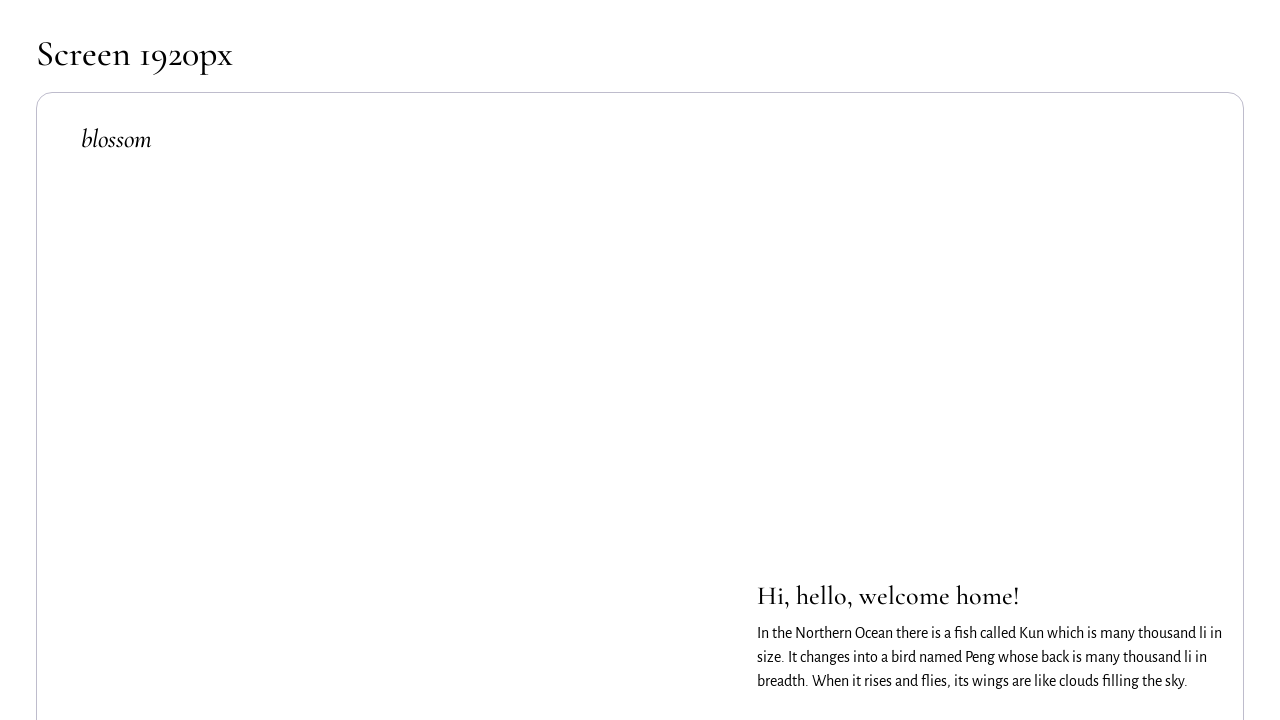 Screen 1920px
blossom
Hi, hello, welcome home!
In the Northern Ocean there is a fish called Kun which is many thousand li in
size. It changes into a bird named Peng whose back is many thousand li in
breadth. When it rises and flies, its wings are like clouds filling the sky.